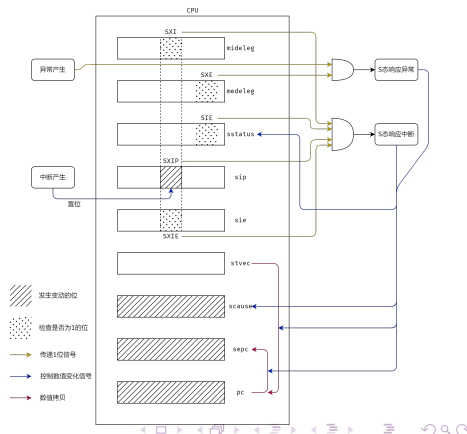 CPU
SXI
mideleg
异常产生
S态响应异常
SXE
medeleg
SIE
sstatus
S态响应中断
SXIP
中断产生
sip
置位
sie
SXIE
stvec
发生变动的位
scause
检查是否为1的位
传递1位信号
sepc
控制数值变化信号
pc
数值拷贝